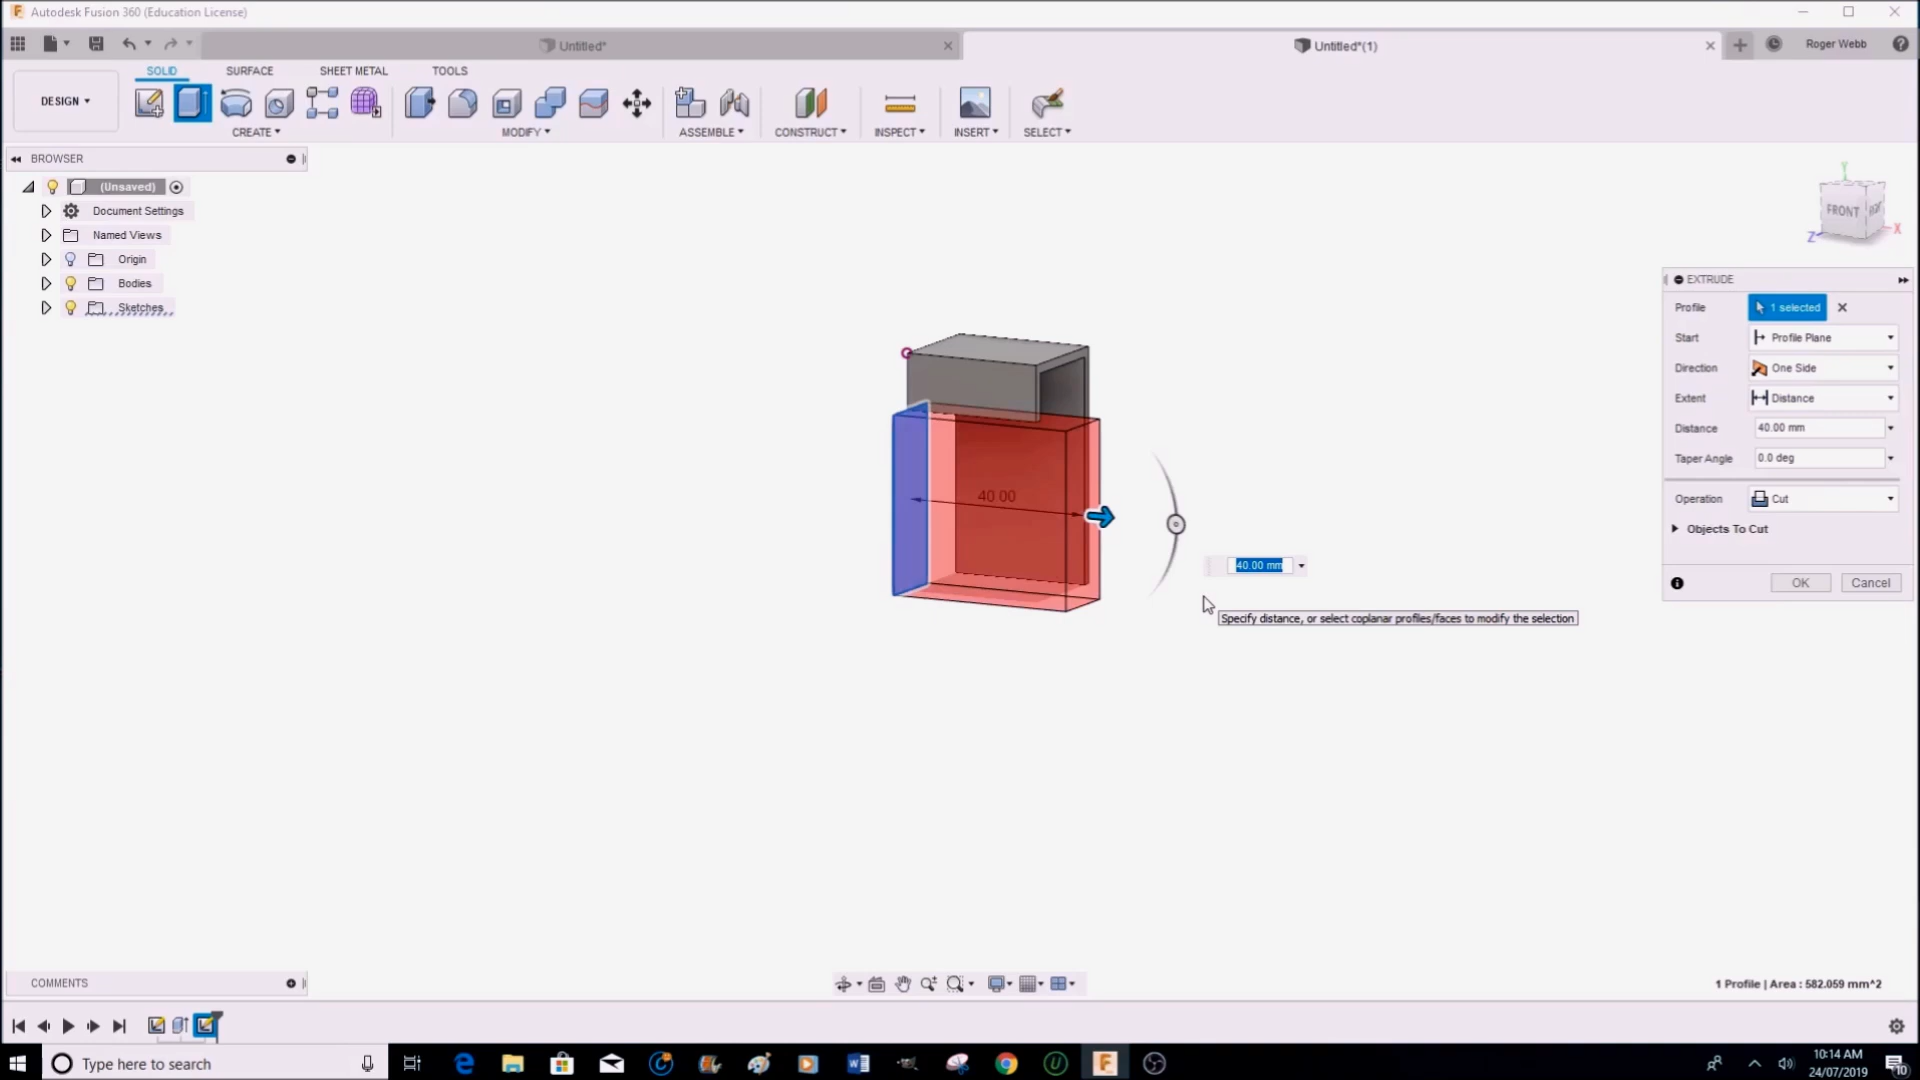 Autodesk Fusion 360 (Education License)
Untitled*
Untitled*(1)
Roger Webb
SOLID
SURFACE
SHEET METAL
TOOLS
DESIGN
CREATE
MODIFY
ASSEMBLE
CONSTRUCT
INSPECT
INSERT
SELECT
BROWSER
(Unsaved)
Document Settings
Named Views
Origin
Bodies
Sketches
Y
FRONT
X
Z
EXTRUDE
Profile 1 selected
Start Profile Plane
Direction One Side
Extent Distance
Distance 40.00 mm
Taper Angle 0.0 deg
Operation Cut
Objects To Cut
OK Cancel
40.00
40.00 mm
Specify distance, or select coplanar profiles/faces to modify the selection
COMMENTS
1 Profile | Area : 582.059 mm^2
Type here to search
10:14 AM
24/07/2019
10